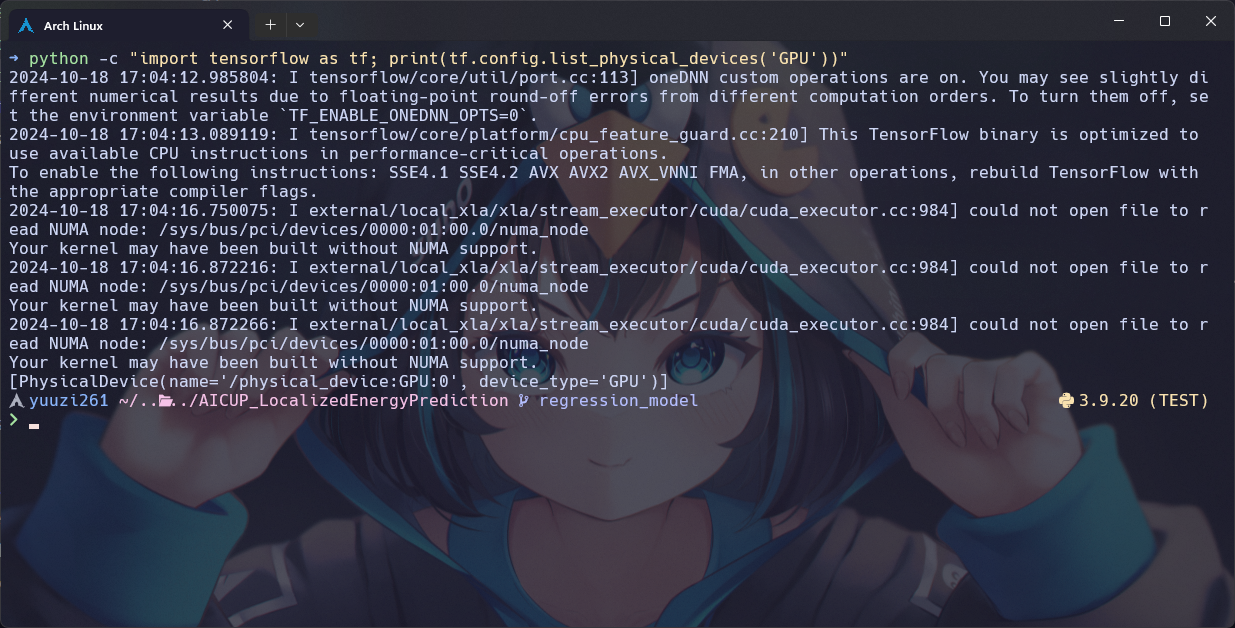 Arch Linux
➜ python -c "import tensorflow as tf; print(tf.config.list_physical_devices('GPU'))"
2024-10-18 17:04:12.985804: I tensorflow/core/util/port.cc:113] oneDNN custom operations are on. You may see slightly di
fferent numerical results due to floating-point round-off errors from different computation orders. To turn them off, se
t the environment variable `TF_ENABLE_ONEDNN_OPTS=0`.
2024-10-18 17:04:13.089119: I tensorflow/core/platform/cpu_feature_guard.cc:210] This TensorFlow binary is optimized to
use available CPU instructions in performance-critical operations.
To enable the following instructions: SSE4.1 SSE4.2 AVX AVX2 AVX_VNNI FMA, in other operations, rebuild TensorFlow with
the appropriate compiler flags.
2024-10-18 17:04:16.750075: I external/local_xla/xla/stream_executor/cuda/cuda_executor.cc:984] could not open file to r
ead NUMA node: /sys/bus/pci/devices/0000:01:00.0/numa_node
Your kernel may have been built without NUMA support.
2024-10-18 17:04:16.872216: I external/local_xla/xla/stream_executor/cuda/cuda_executor.cc:984] could not open file to r
ead NUMA node: /sys/bus/pci/devices/0000:01:00.0/numa_node
Your kernel may have been built without NUMA support.
2024-10-18 17:04:16.872266: I external/local_xla/xla/stream_executor/cuda/cuda_executor.cc:984] could not open file to r
ead NUMA node: /sys/bus/pci/devices/0000:01:00.0/numa_node
Your kernel may have been built without NUMA support.
[PhysicalDevice(name='/physical_device:GPU:0', device_type='GPU')]
yuuzi261 ~/../../AICUP_LocalizedEnergyPrediction regression_model 3.9.20 (TEST)
❯